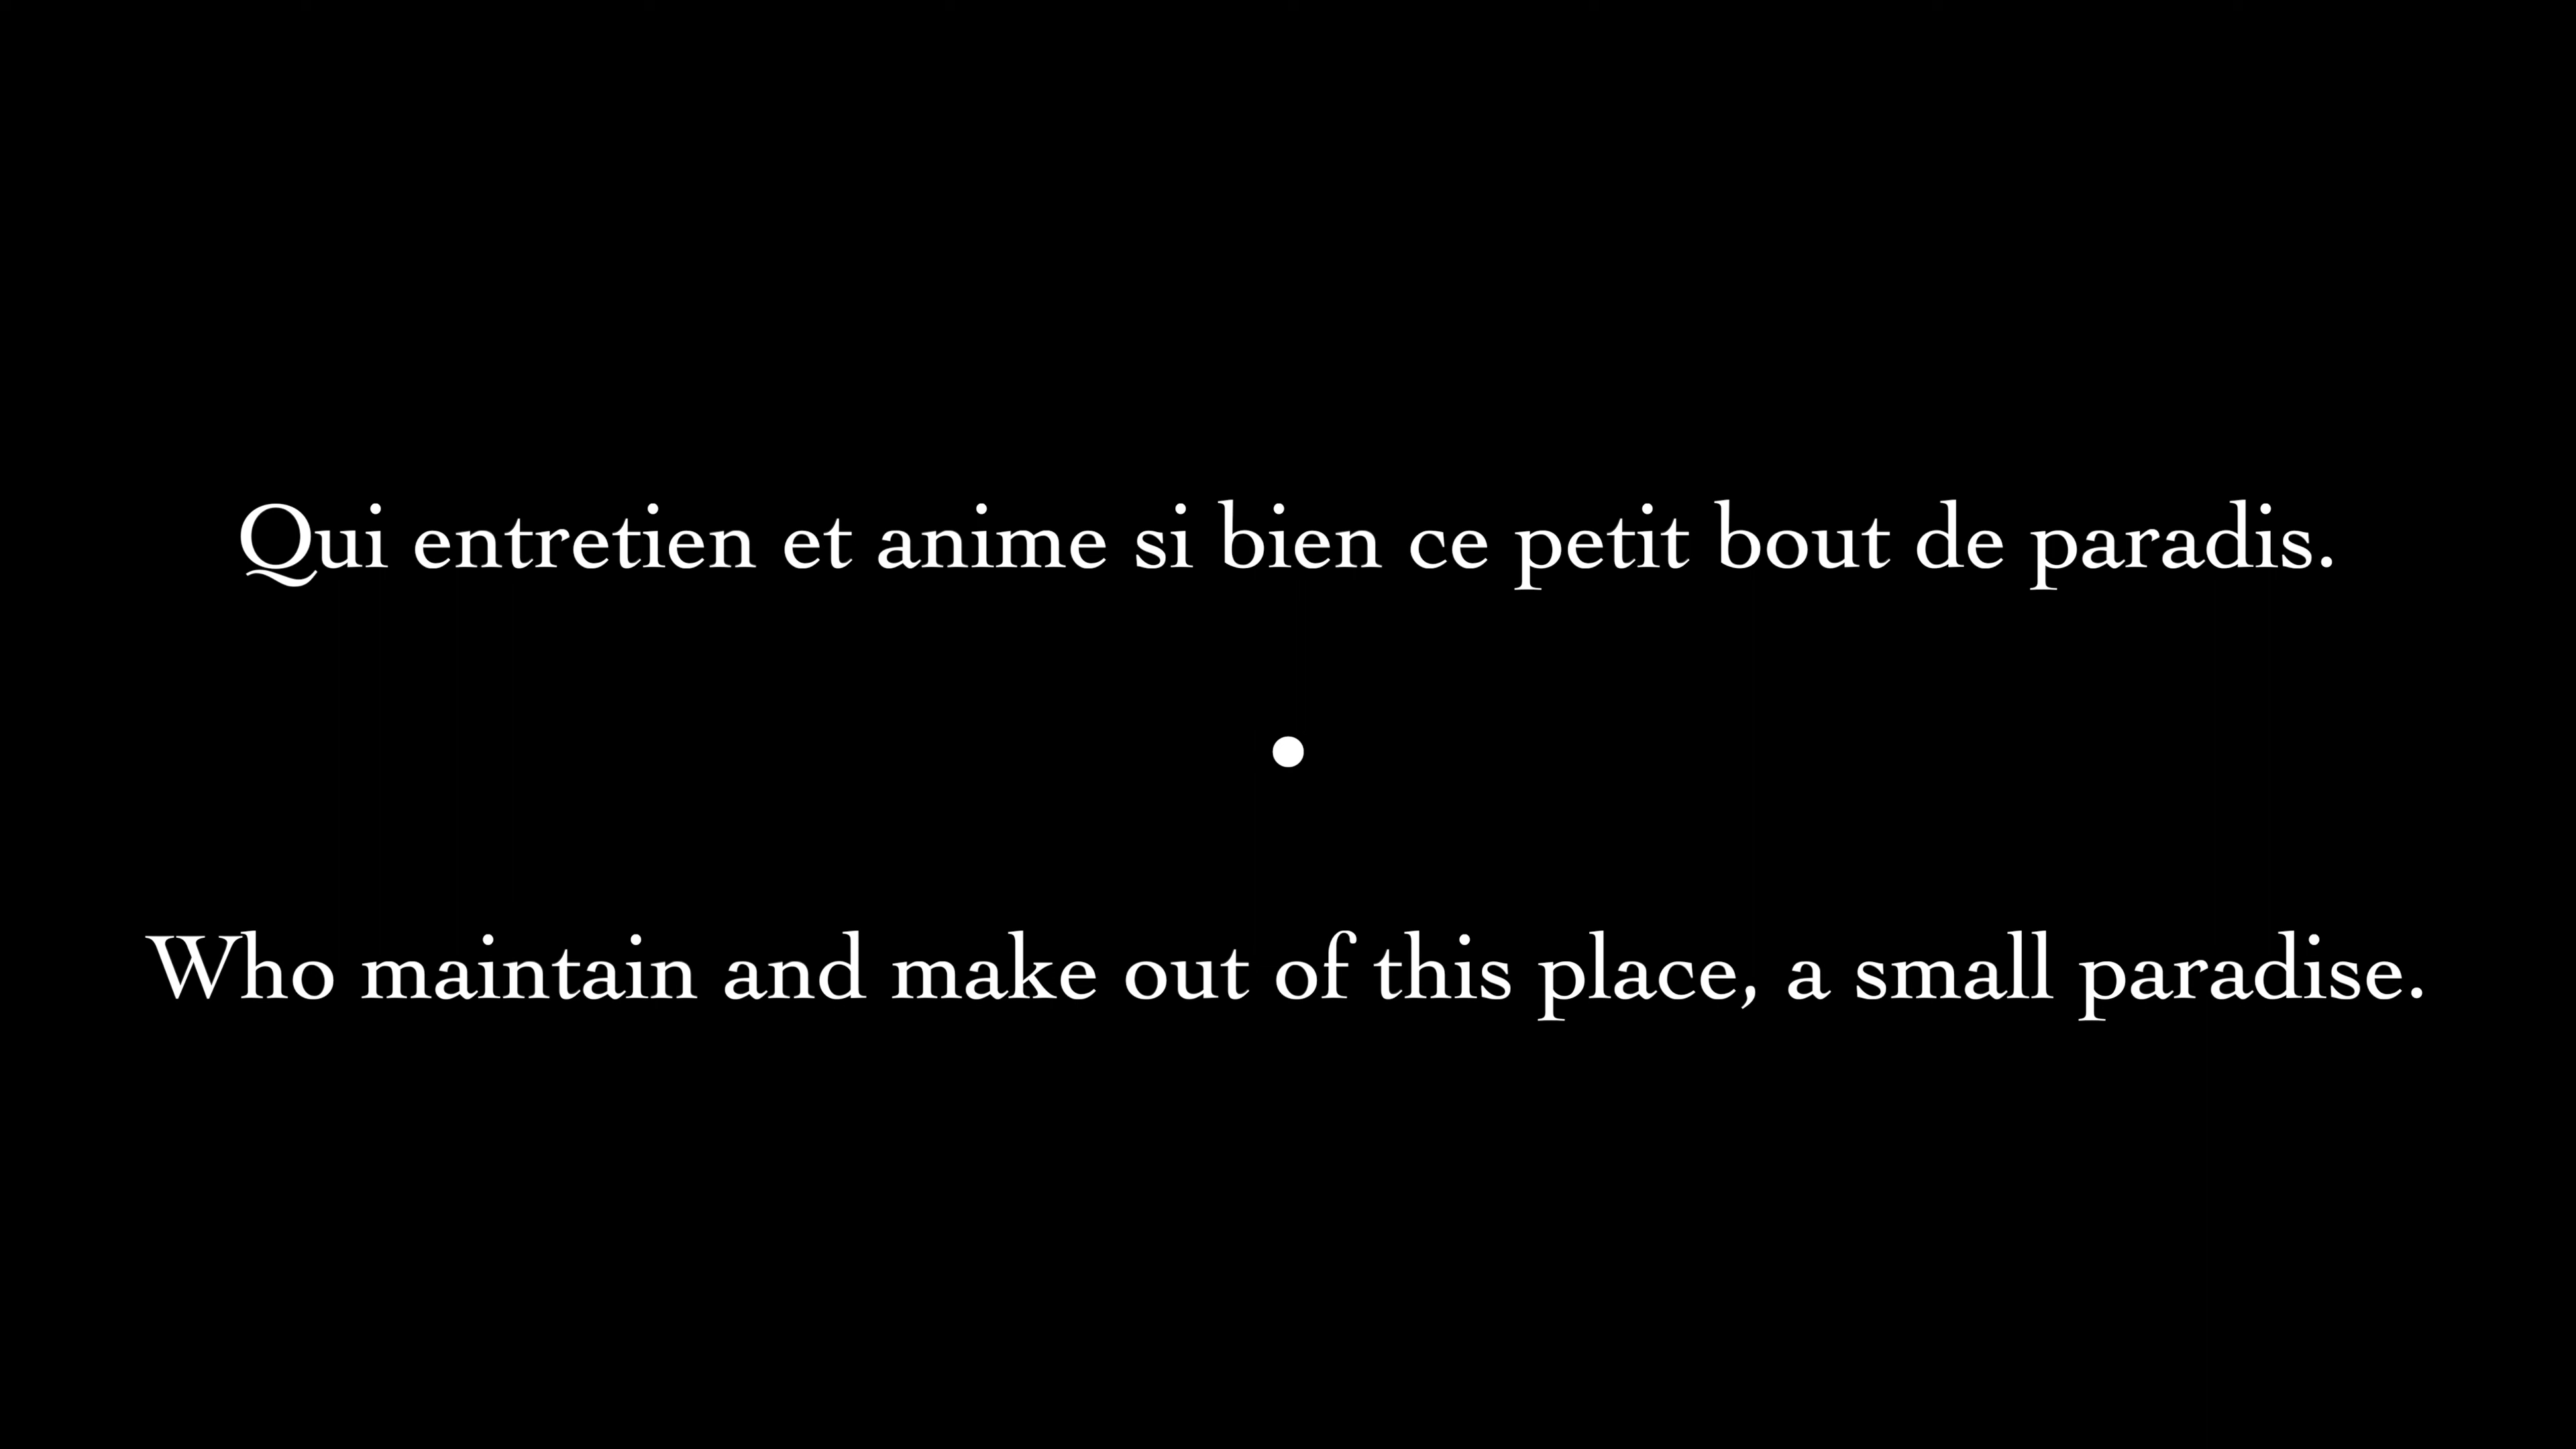 Qui entretien et anime si bien ce petit bout de paradis.
•
Who maintain and make out of this place, a small paradise.